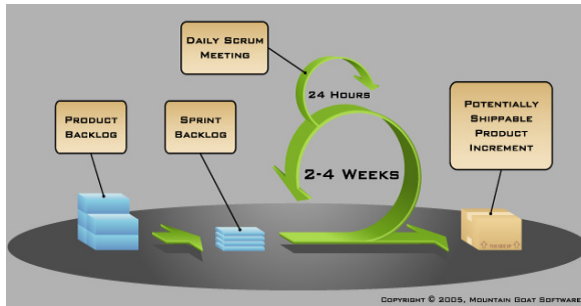 DAILY SCRUM
MEETING
24 HOURS
PRODUCT
BACKLOG
SPRINT
BACKLOG
POTENTIALLY
SHIPPABLE
PRODUCT
INCREMENT
2-4 WEEKS
COPYRIGHT © 2005, MOUNTAIN GOAT SOFTWARE